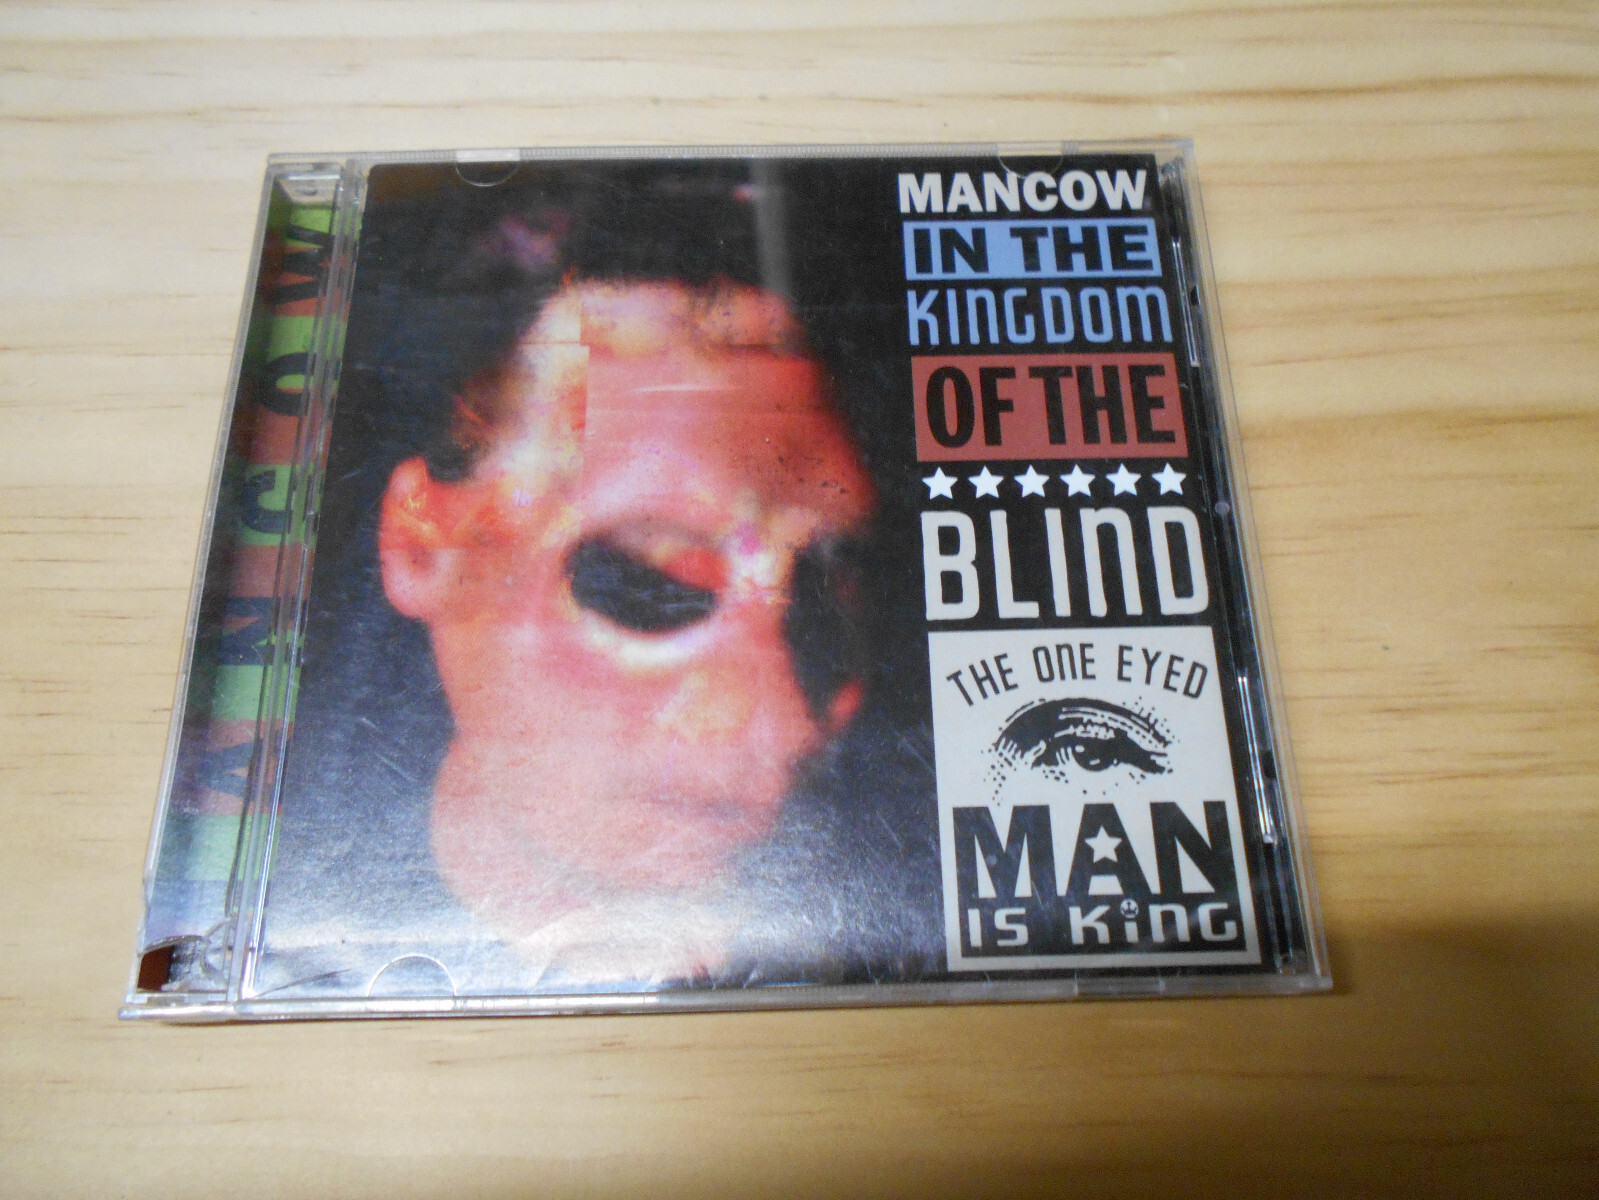 MANCOW
MANCOW
IN THE
KINGDOM
OF THE
BLIND
THE ONE EYED
MAN
IS KiNG